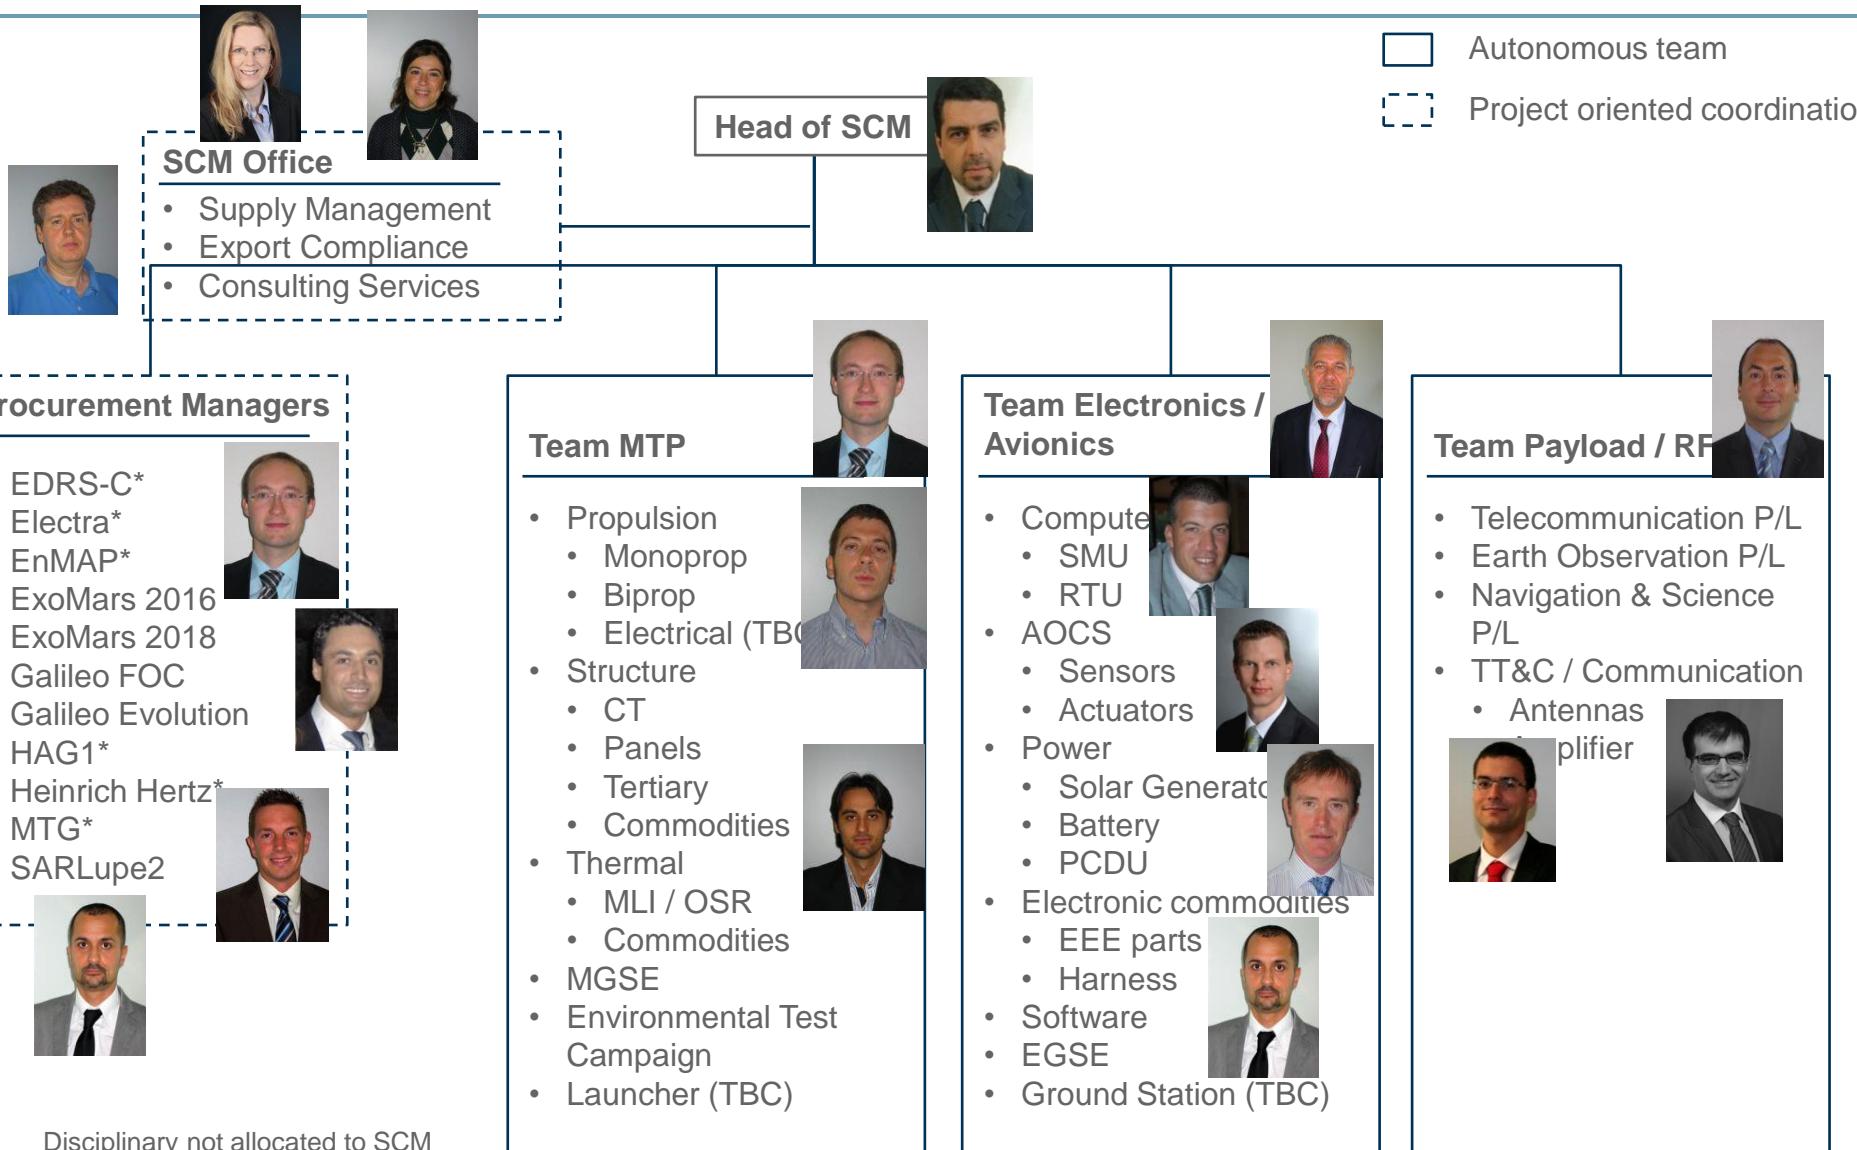 Autonomous team
Project oriented coordinatio
Head of SCM
SCM Office
• Supply Management
• Export Compliance
• Consulting Services
rocurement Managers
EDRS-C*
Electra*
EnMAP*
ExoMars 2016
ExoMars 2018
Galileo FOC
Galileo Evolution
HAG1*
Heinrich Hertz*
MTG*
SARLupe2
Disciplinary not allocated to SCM
Team MTP
• Propulsion
• Monoprop
• Biprop
• Electrical (TBC
• Structure
• CT
• Panels
• Tertiary
• Commodities
• Thermal
• MLI / OSR
• Commodities
• MGSE
• Environmental Test
Campaign
• Launcher (TBC)
Team Electronics /
Avionics
• Compute
• SMU
• RTU
• AOCS
• Sensors
• Actuators
• Power
• Solar Generato
• Battery
• PCDU
• Electronic commodities
• EEE parts
• Harness
• Software
• EGSE
• Ground Station (TBC)
Team Payload / RF
• Telecommunication P/L
• Earth Observation P/L
• Navigation & Science
P/L
• TT&C / Communication
• Antennas
plifier